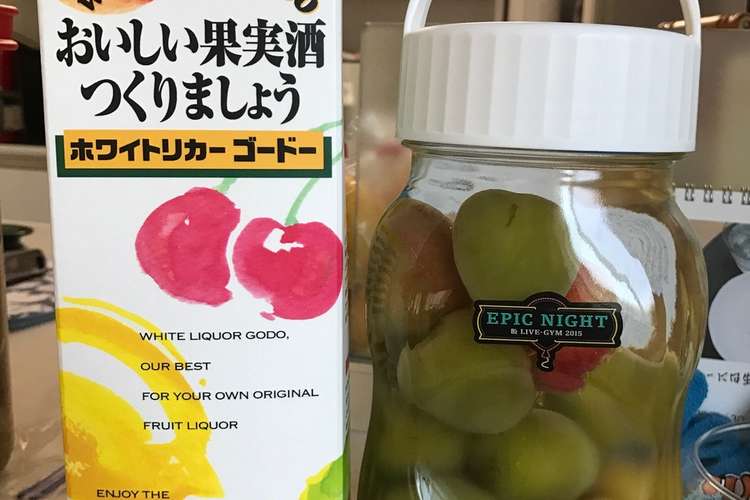 おいしい果実酒
つくりましょう
ホワイトリカー ゴードー
WHITE LIQUOR GODO,
OUR BEST
FOR YOUR OWN ORIGINAL
FRUIT LIQUOR
ENJOY THE
EPIC NIGHT
B'z LIVE-GYM 2015